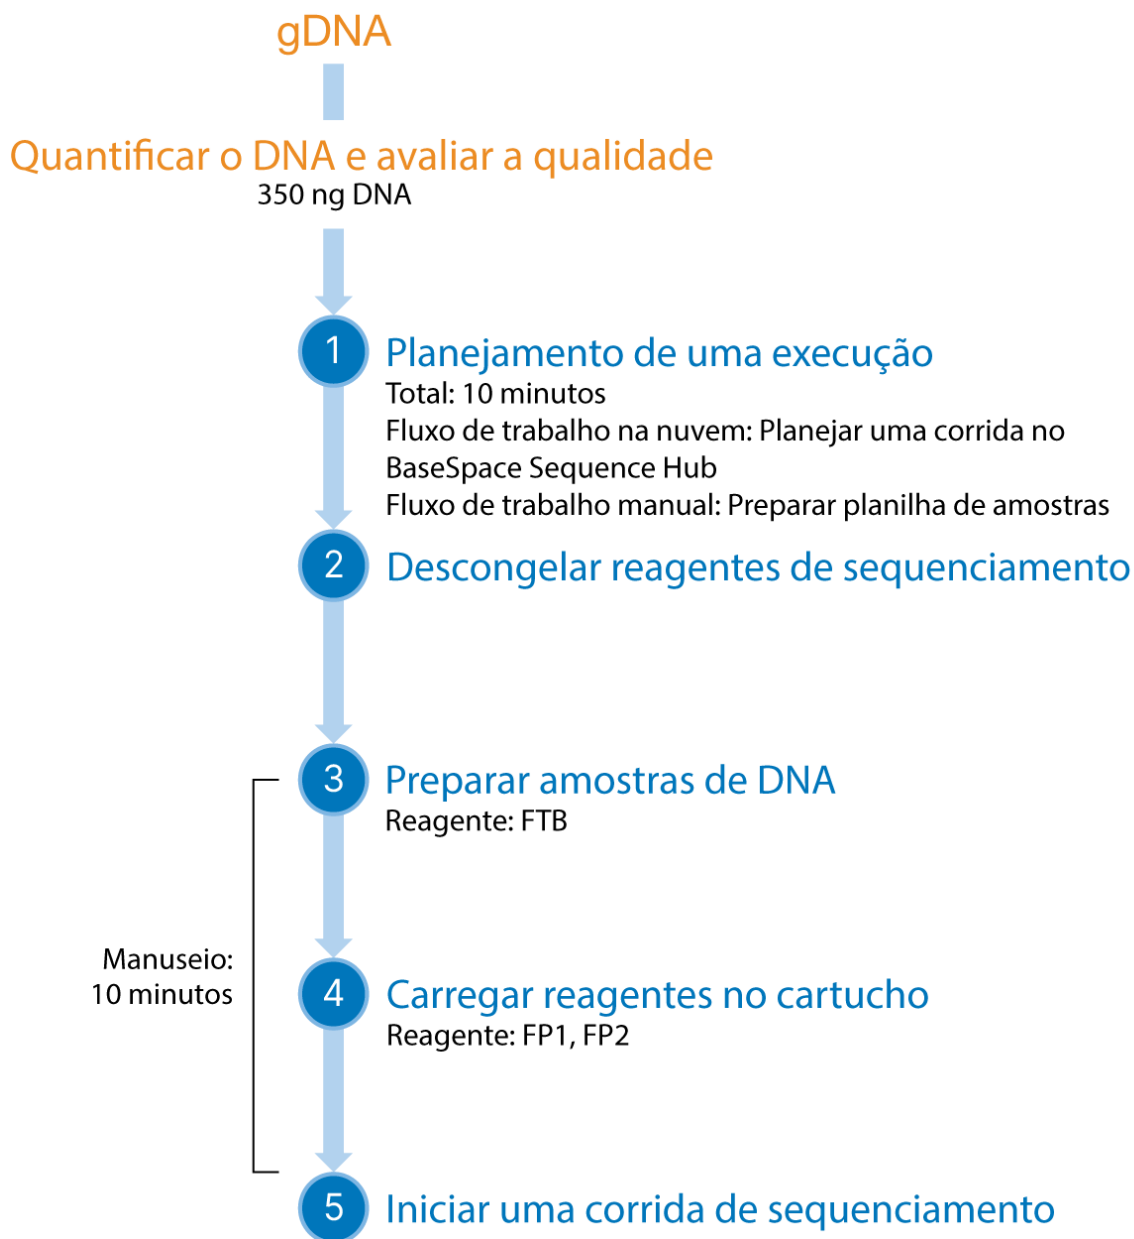 gDNA
Quantificar o DNA e avaliar a qualidade
350 ng DNA
1
Planejamento de uma execução
Total: 10 minutos
Fluxo de trabalho na nuvem: Planejar uma corrida no
BaseSpace Sequence Hub
Fluxo de trabalho manual: Preparar planilha de amostras
2
Descongelar reagentes de sequenciamento
3
Preparar amostras de DNA
Reagente: FTB
Manuseio:
10 minutos
4
Carregar reagentes no cartucho
Reagente: FP1, FP2
5
Iniciar uma corrida de sequenciamento